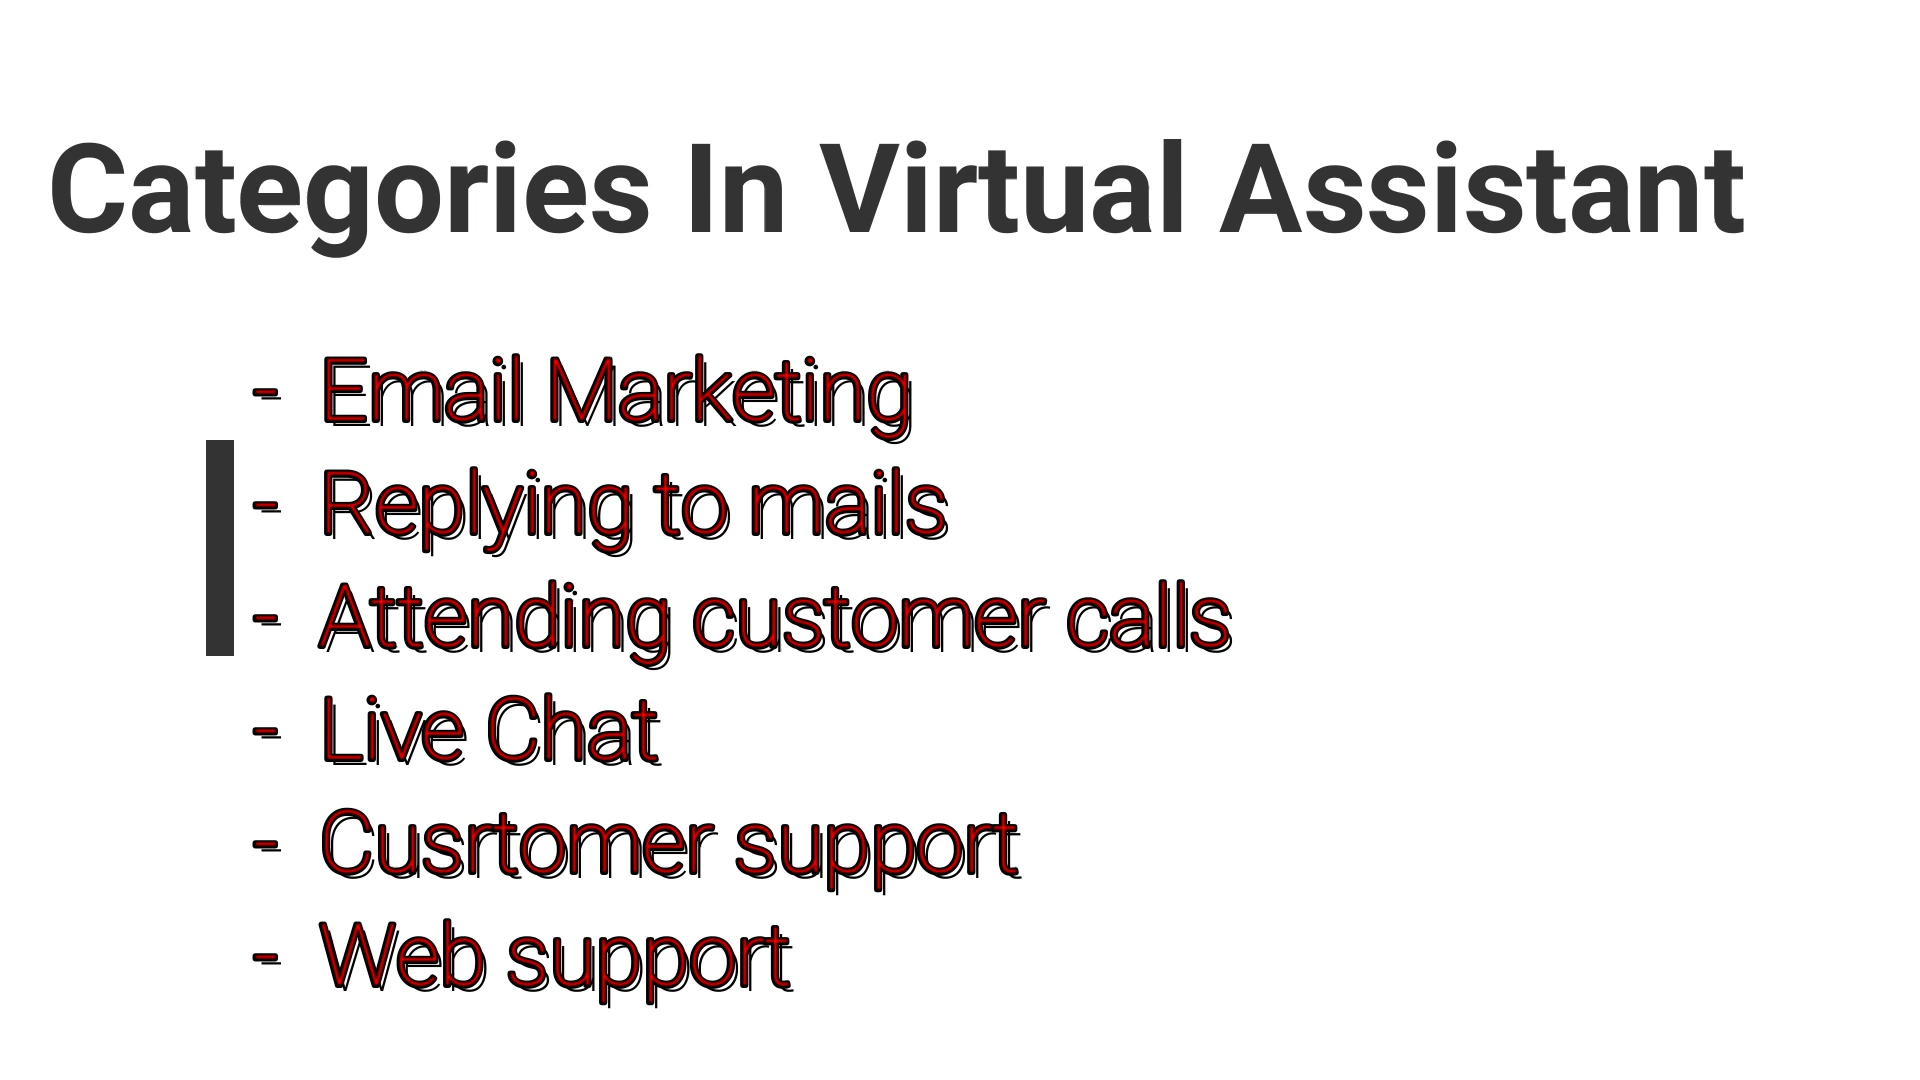 Categories In Virtual Assistant
- Email Marketing
- Replying to mails
- Attending customer calls
- Live Chat
- Cusrtomer support
- Web support